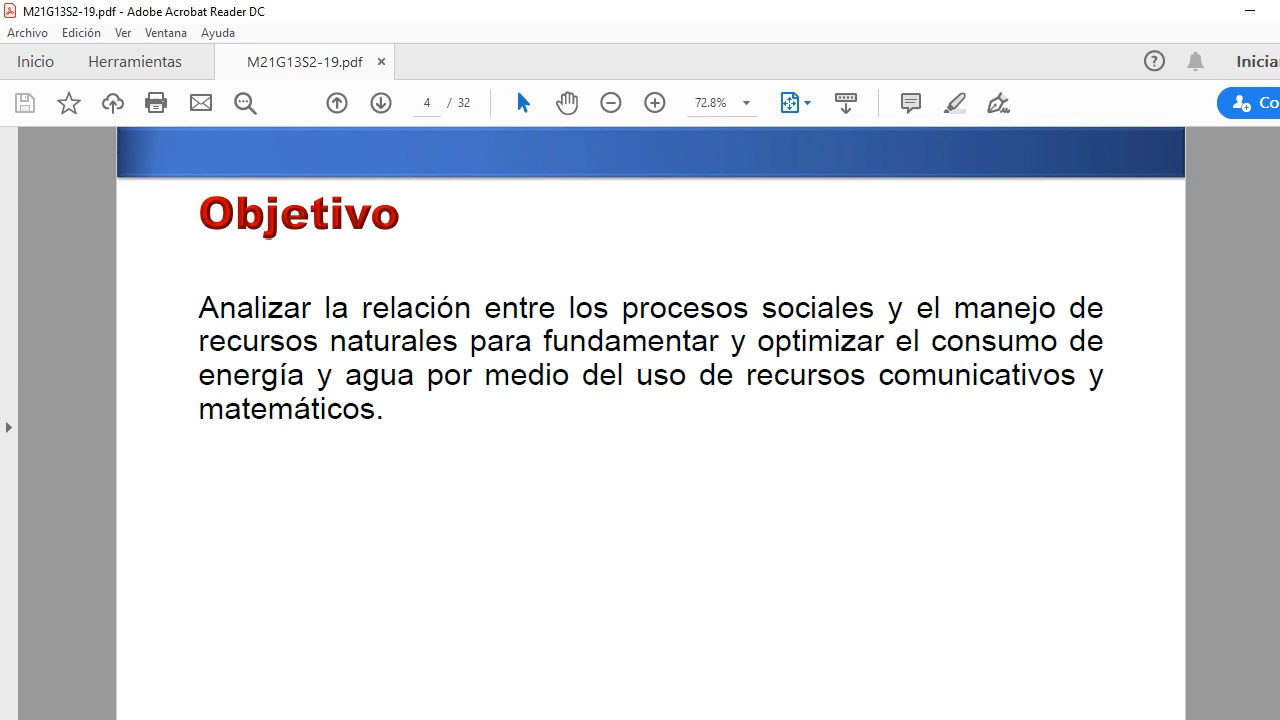 M21G13S2-19.pdf - Adobe Acrobat Reader DC
Archivo Edición Ver Ventana Ayuda
Inicio Herramientas M21G13S2-19.pdf × Inicia
4 / 32 72.8% Co
Objetivo
Analizar la relación entre los procesos sociales y el manejo de
recursos naturales para fundamentar y optimizar el consumo de
energía y agua por medio del uso de recursos comunicativos y
matemáticos.